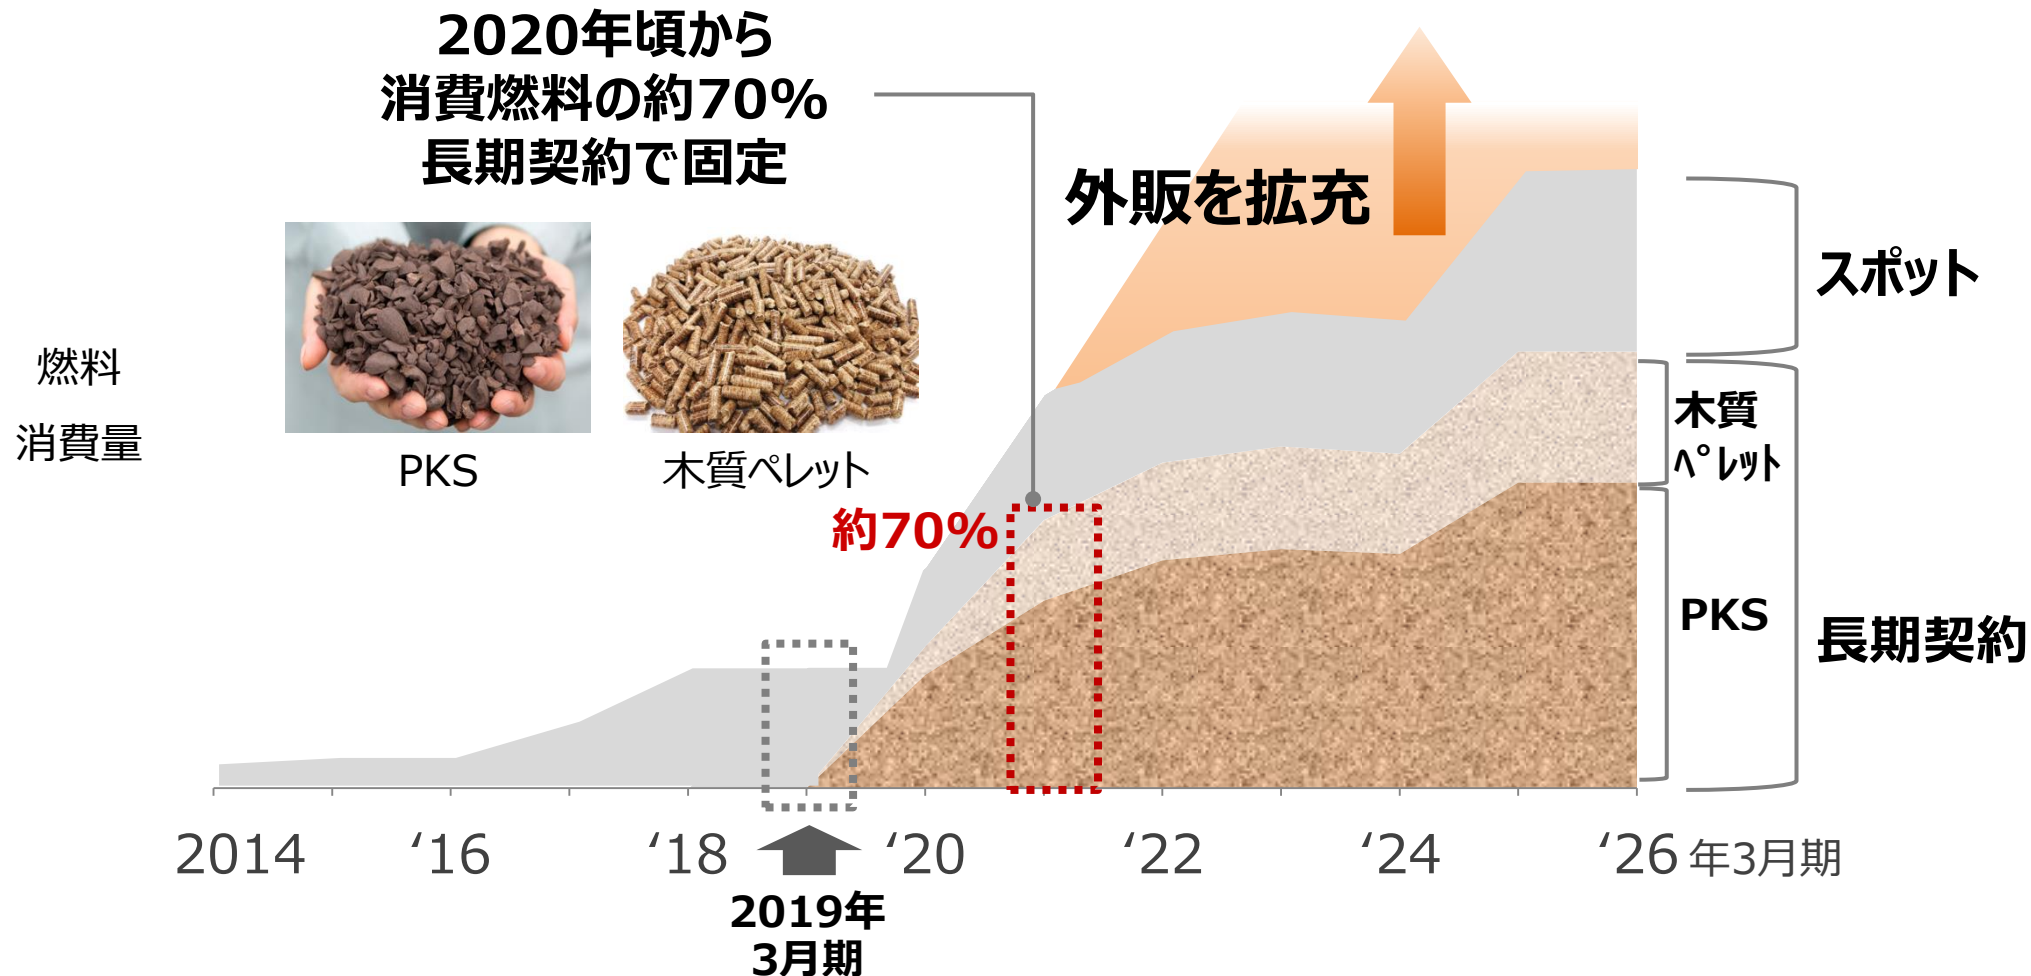 2020年頃から
消費燃料の約70%
長期契約で固定
外販を拡充
スポット
燃料
消費量
木質
ペレット
PKS
木質ペレット
約70%
PKS
長期契約
2014
‘16
‘18
‘20
‘22
‘24
‘26
年3月期
2019年
3月期